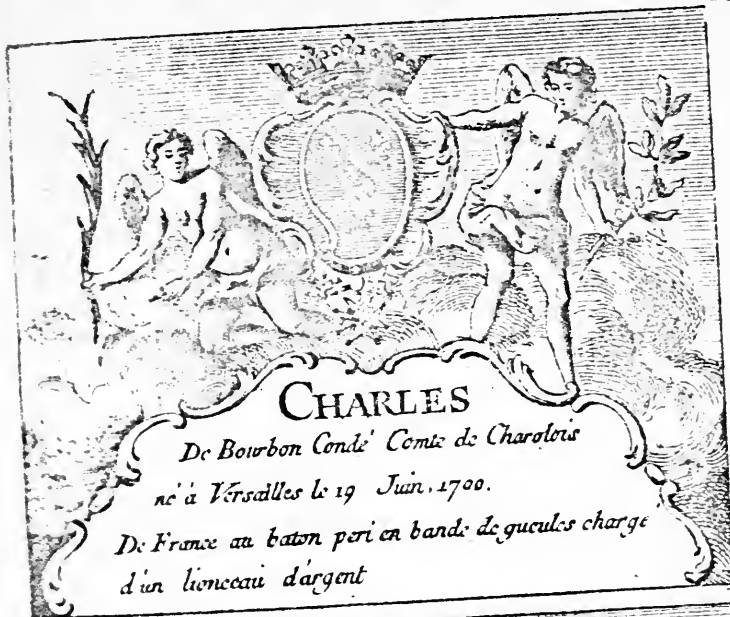 CHARLES
De Bourbon Condé Comte de Charolois
né à Versailles le 19 Juin. 1700.
De France au baton peri en bande de gueules chargé
d'un lionceau d'argent